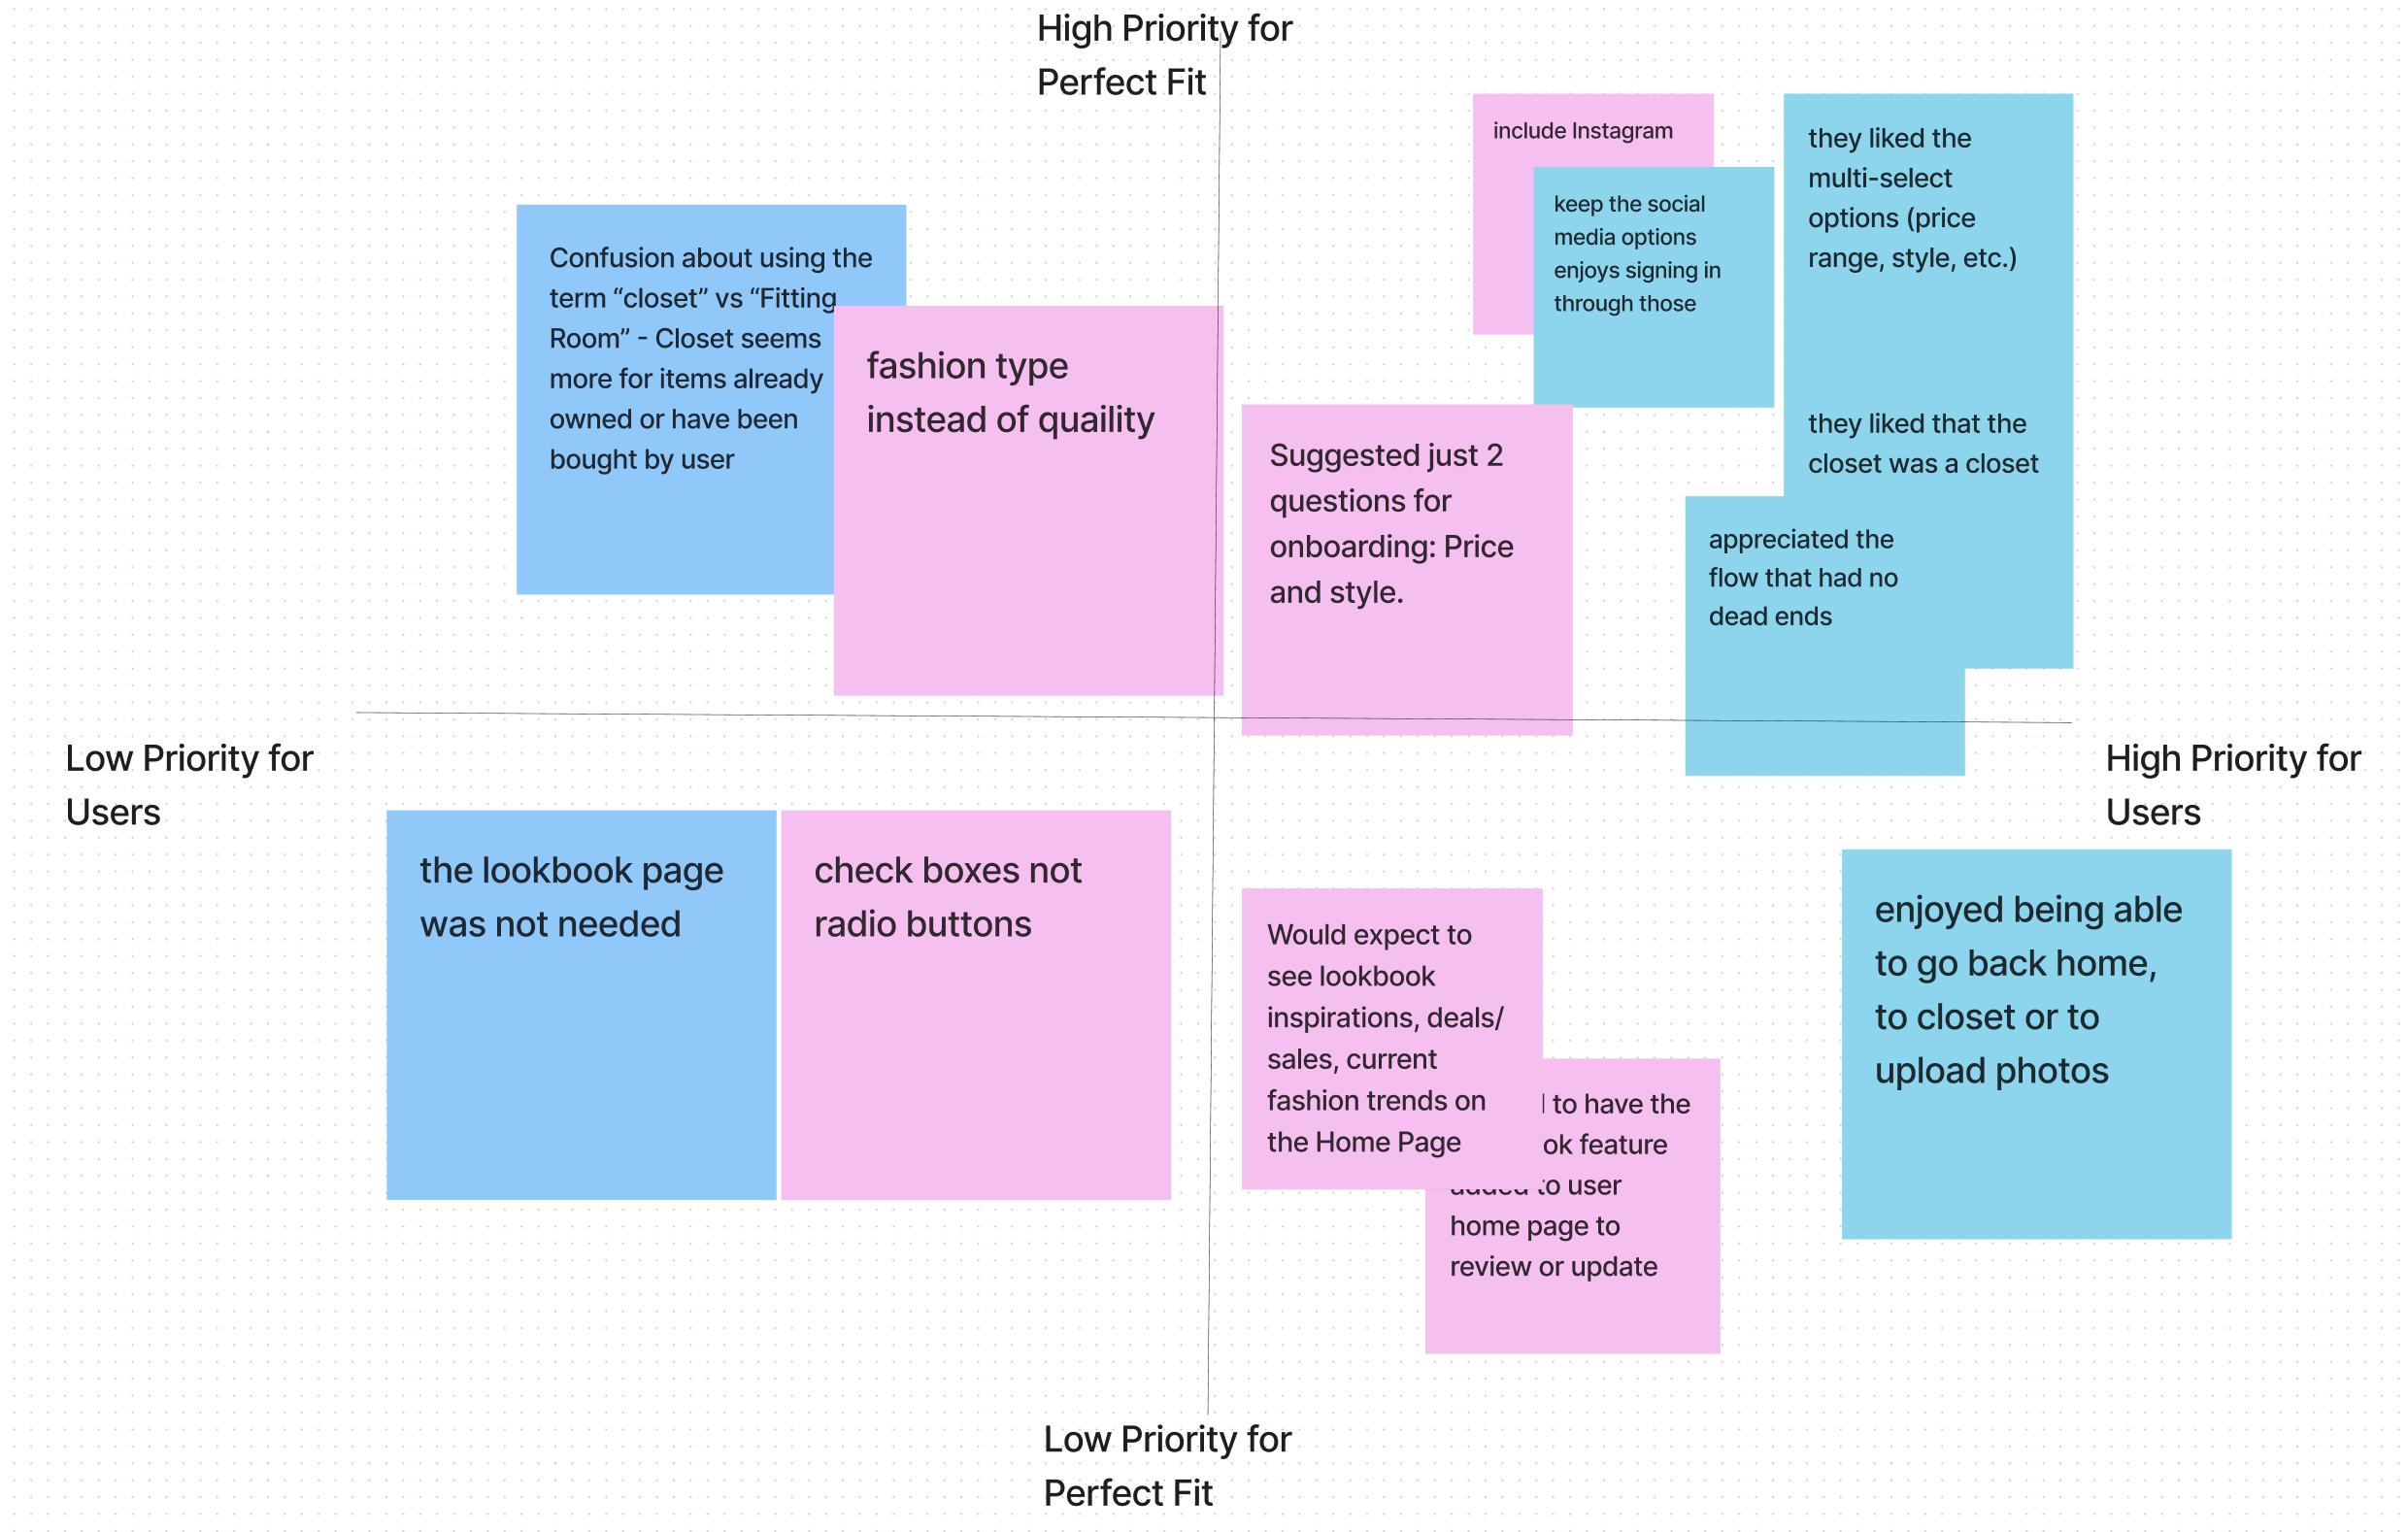 High Priority for
Perfect Fit
include Instagram
keep the social
media options
enjoys signing in
through those
they liked the
multi-select
options (price
range, style, etc.)
they liked that the
closet was a closet
appreciated the
flow that had no
dead ends
Confusion about using the
term “closet” vs “Fitting
Room” - Closet seems
more for items already
owned or have been
bought by user
fashion type
instead of quaility
Suggested just 2
questions for
onboarding: Price
and style.
Low Priority for
Users
High Priority for
Users
the lookbook page
was not needed
check boxes not
radio buttons
Would expect to
see lookbook
inspirations, deals/
sales, current
fashion trends on
the Home Page
to have the
feature
added to user
home page to
review or update
enjoyed being able
to go back home,
to closet or to
upload photos
Low Priority for
Perfect Fit